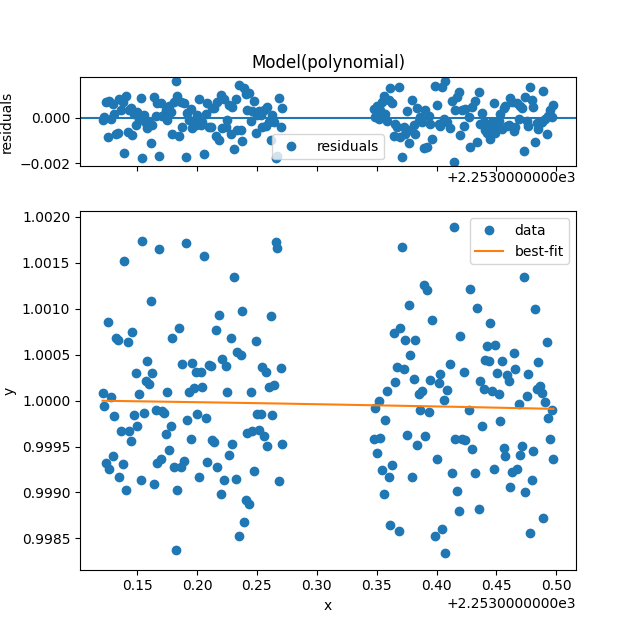 Model(polynomial)
residuals
0.000
−0.002
residuals
+2.2530000000e3
1.0020
1.0015
1.0010
1.0005
1.0000
0.9995
0.9990
0.9985
y
data
best-fit
0.15 0.20 0.25 0.30 0.35 0.40 0.45 0.50
x
+2.2530000000e3